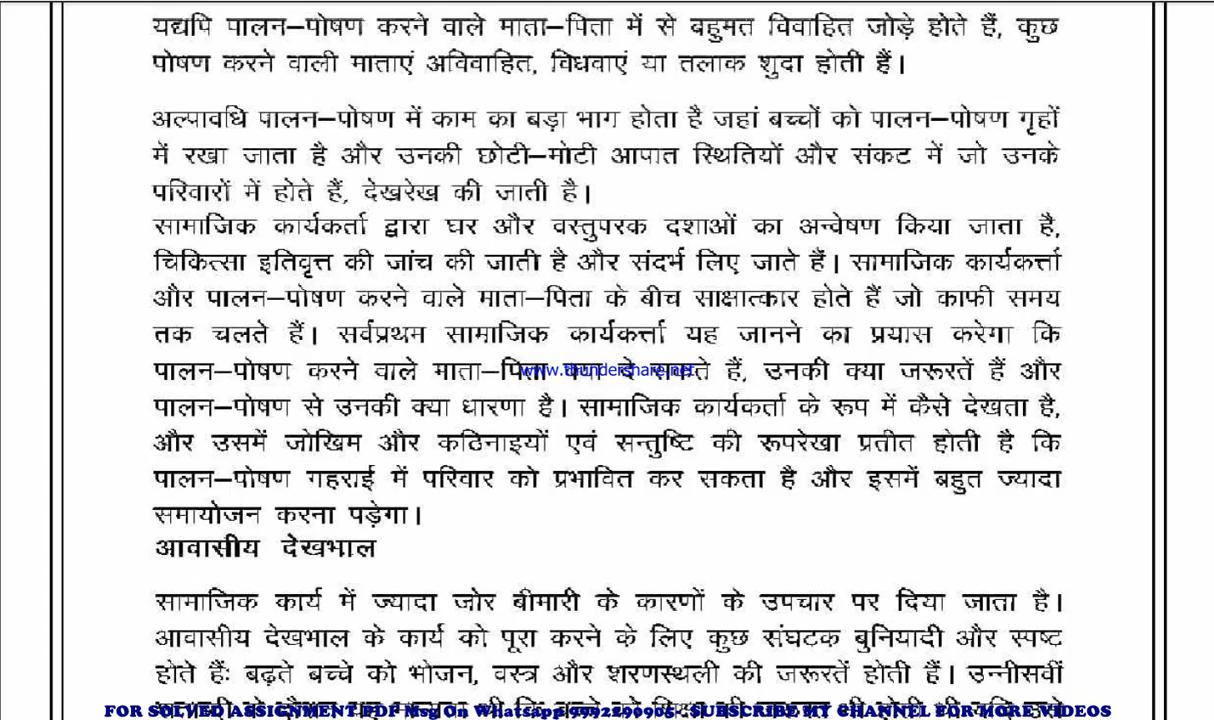 यद्यपि पालन–पोषण करने वाले माता–पिता में से बहुमत विवाहित जोड़े होते हैं, कुछ
पोषण करने वाली माताएं अविवाहित, विधवाएं या तलाक शुदा होती हैं।
अल्पावधि पालन–पोषण में काम का बड़ा भाग होता है जहां बच्चों को पालन–पोषण गृहों
में रखा जाता है और उनकी छोटी–मोटी आपात स्थितियों और संकट में जो उनके
परिवारों में होते हैं, देखरेख की जाती है।
सामाजिक कार्यकर्ता द्वारा घर और वस्तुपरक दशाओं का अन्वेषण किया जाता है,
चिकित्सा इतिवृत्त की जांच की जाती है और संदर्भ लिए जाते हैं। सामाजिक कार्यकर्त्ता
और पालन–पोषण करने वाले माता–पिता के बीच साक्षात्कार होते हैं जो काफी समय
तक चलते हैं। सर्वप्रथम सामाजिक कार्यकर्त्ता यह जानने का प्रयास करेगा कि
पालन–पोषण करने वाले माता–पिता दे सकते हैं, उनकी क्या जरूरतें हैं और
www.thundershare.net
पालन–पोषण से उनकी क्या धारणा है। सामाजिक कार्यकर्ता के रूप में कैसे देखता है,
और उसमें जोखिम और कठिनाइयों एवं सन्तुष्टि की रूपरेखा प्रतीत होती है कि
पालन–पोषण गहराई में परिवार को प्रभावित कर सकता है और इसमें बहुत ज्यादा
समायोजन करना पड़ेगा।
आवासीय देखभाल
सामाजिक कार्य में ज्यादा जोर बीमारी के कारणों के उपचार पर दिया जाता है।
आवासीय देखभाल के कार्य को पूरा करने के लिए कुछ संघटक बुनियादी और स्पष्ट
होते हैंः बढ़ते बच्चे को भोजन, वस्त्र और शरणस्थली की जरूरतें होती हैं। उन्नीसवीं
FOR SOLVED ASSIGNMENT PDF Msg On Whatsapp 9992290905 . SUBSCRIBE MY CHANNEL FOR MORE VIDEOS